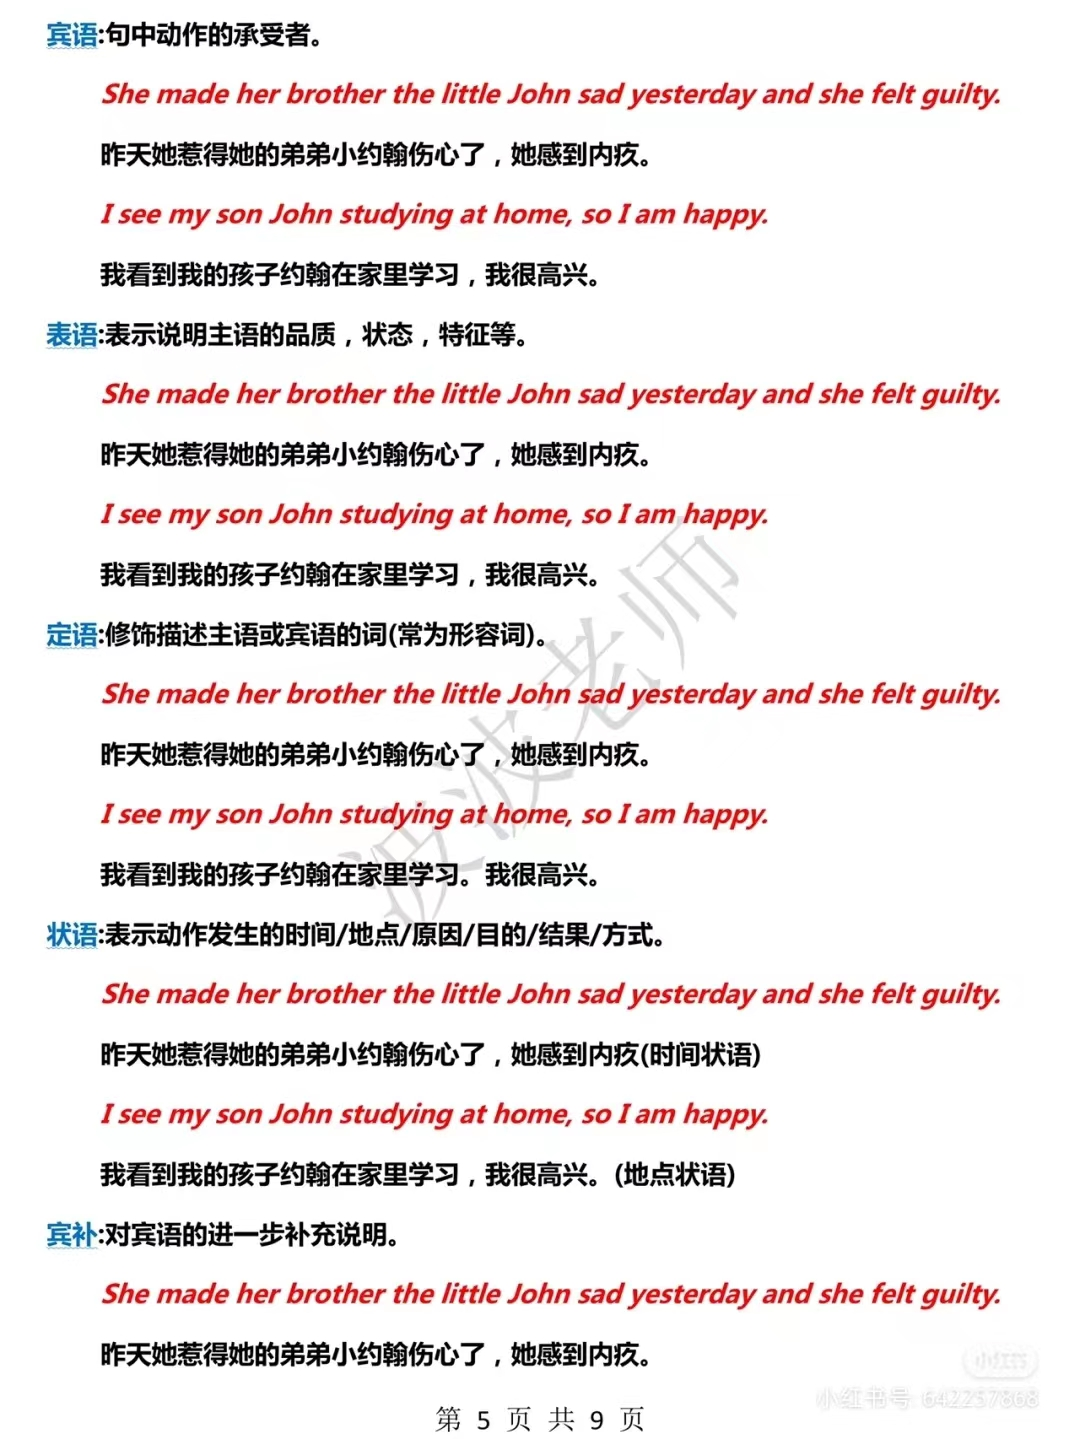 宾语:句中动作的承受者。
She made her brother the little John sad yesterday and she felt guilty.
昨天她惹得她的弟弟小约翰伤心了，她感到内疚。
I see my son John studying at home, so I am happy.
我看到我的孩子约翰在家里学习，我很高兴。
表语:表示说明主语的品质，状态，特征等。
She made her brother the little John sad yesterday and she felt guilty.
昨天她惹得她的弟弟小约翰伤心了，她感到内疚。
I see my son John studying at home, so I am happy.
我看到我的孩子约翰在家里学习，我很高兴。
定语:修饰描述主语或宾语的词(常为形容词)。
She made her brother the little John sad yesterday and she felt guilty.
昨天她惹得她的弟弟小约翰伤心了，她感到内疚。
I see my son John studying at home, so I am happy.
我看到我的孩子约翰在家里学习。我很高兴。
状语:表示动作发生的时间/地点/原因/目的/结果/方式。
She made her brother the little John sad yesterday and she felt guilty.
昨天她惹得她的弟弟小约翰伤心了，她感到内疚(时间状语)
I see my son John studying at home, so I am happy.
我看到我的孩子约翰在家里学习，我很高兴。(地点状语)
宾补:对宾语的进一步补充说明。
She made her brother the little John sad yesterday and she felt guilty.
昨天她惹得她的弟弟小约翰伤心了，她感到内疚。
波波老师
小红书
小红书号: 642257868
第 5 页 共 9 页